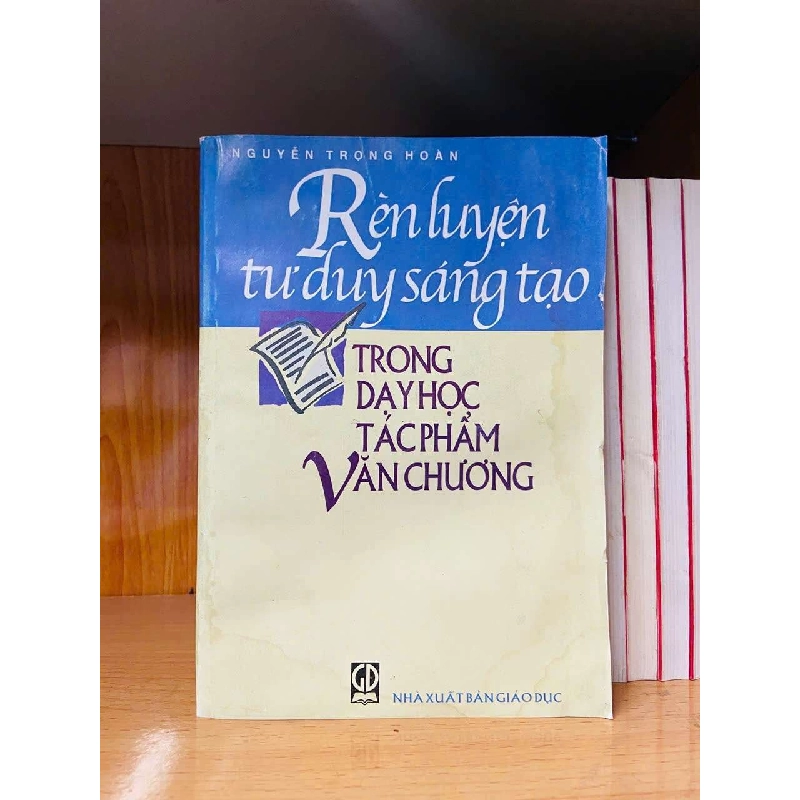 NGUYỄN TRỌNG HOÀN
Rèn luyện
tư duy sáng tạo
TRONG
DẠY HỌC
TÁC PHẨM
VĂN CHƯƠNG
GD
NHÀ XUẤT BẢN GIÁO DỤC